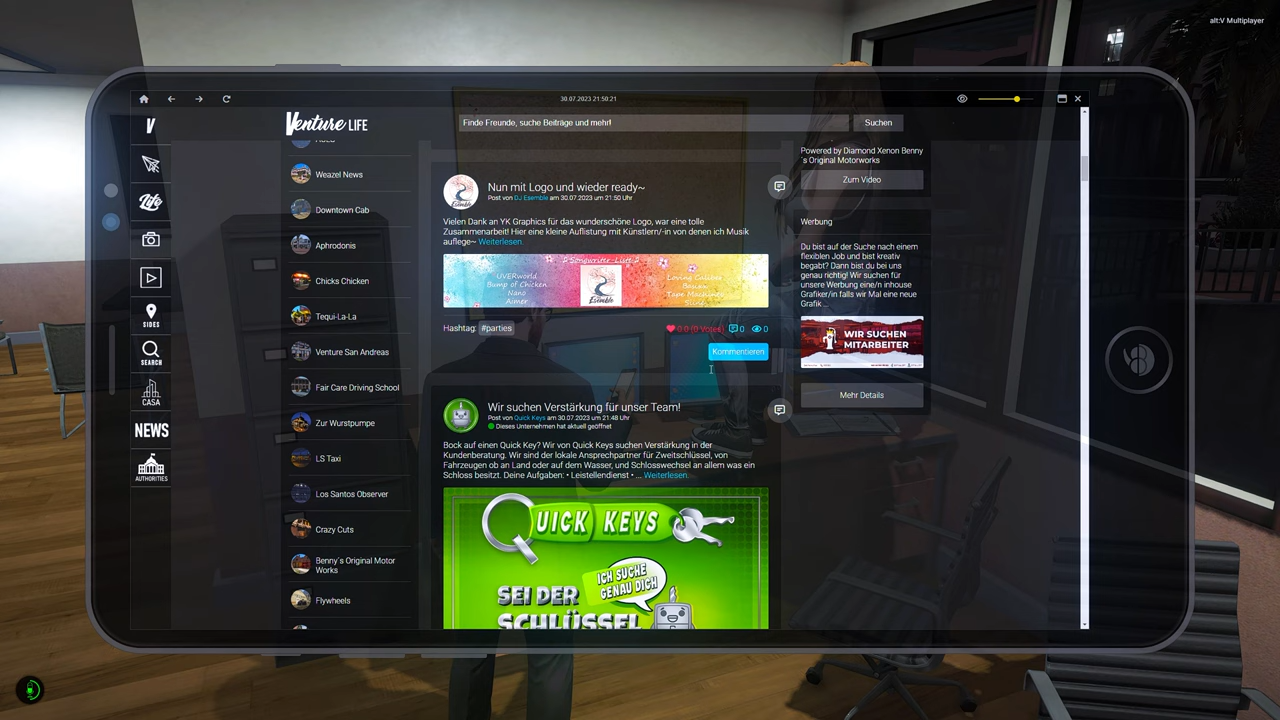 alt:V Multiplayer
30.07.2023 21:50:21
V
Venture LIFE
Finde Freunde, suche Beiträge und mehr!
Suchen
Life
SIDES
SEARCH
CASA
NEWS
AUTHORITIES
Weazel News
Downtown Cab
Aphrodonis
Chicks Chicken
Tequi-La-La
Venture San Andreas
Fair Care Driving School
Zur Wurstpumpe
LS Taxi
Los Santos Observer
Crazy Cuts
Benny´s Original Motor
Works
Flywheels
Nun mit Logo und wieder ready~
Post von DJ Esemble am 30.07.2023 um 21:50 Uhr
Vielen Dank an YK Graphics für das wunderschöne Logo, war eine tolle
Zusammenarbeit! Hier eine kleine Auflistung mit Künstlern/-in von denen ich Musik
auflege~ Weiterlesen.
♫ Songwriter-Liste ♫
UVERworld
Bump of Chicken
Nano
Aimer
Esemble
Loving Caliber
Basixx
Tape Machines
Hashtag: #parties
0.0 (0 Votes) 0 0
Kommentieren
Wir suchen Verstärkung für unser Team!
Post von Quick Keys am 30.07.2023 um 21:48 Uhr
Dieses Unternehmen hat aktuell geöffnet
Bock auf einen Quick Key? Wir von Quick Keys suchen Verstärkung in der
Kundenberatung. Wir sind der lokale Ansprechpartner für Zweitschlüssel, von
Fahrzeugen ob an Land oder auf dem Wasser, und Schlosswechsel an allem was ein
Schloss besitzt. Deine Aufgaben: • Leistellendienst • ... Weiterlesen.
QUICK KEYS
ICH SUCHE
GENAU DICH
SEI DER
SCHLÜSSEL
Powered by Diamond Xenon Benny
´s Original Motorworks
Zum Video
Werbung
Du bist auf der Suche nach einem
flexiblen Job und bist kreativ
begabt? Dann bist du bei uns
genau richtig! Wir suchen für
unsere Werbung eine/n inhouse
Grafiker/in falls wir Mal eine neue
Grafik ...
WIR SUCHEN
MITARBEITER
Mehr Details